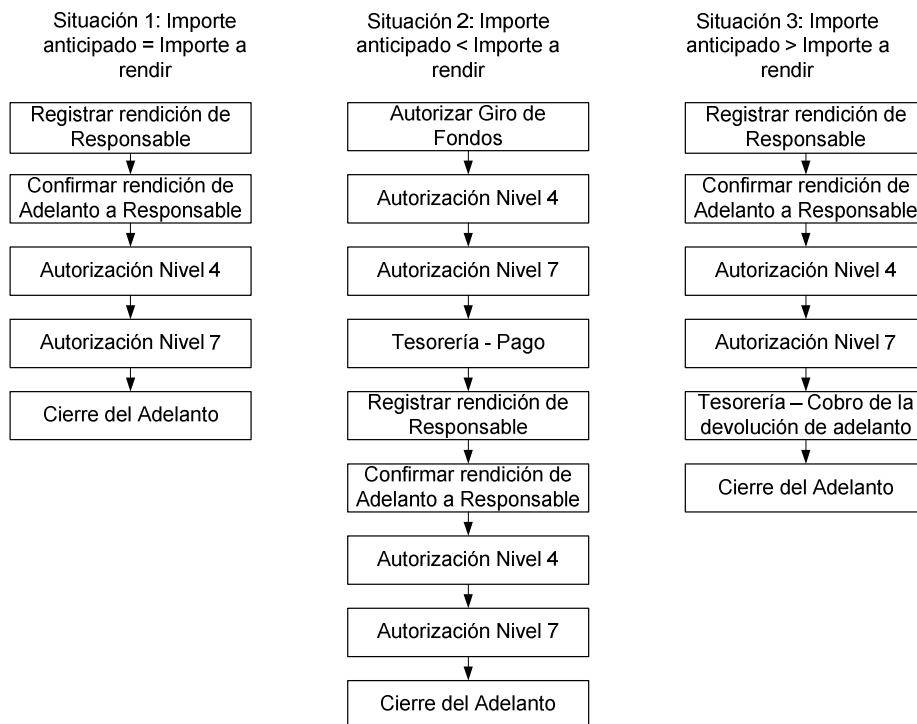 Situación 1: Importe
anticipado = Importe a
rendir
Registrar rendición de
Responsable
Confirmar rendición de
Adelanto a Responsable
Autorización Nivel 4
Autorización Nivel 7
Cierre del Adelanto
Situación 2: Importe
anticipado < Importe a
rendir
Autorizar Giro de
Fondos
Autorización Nivel 4
Autorización Nivel 7
Tesorería - Pago
Registrar rendición de
Responsable
Confirmar rendición de
Adelanto a Responsable
Autorización Nivel 4
Autorización Nivel 7
Cierre del Adelanto
Situación 3: Importe
anticipado > Importe a
rendir
Registrar rendición de
Responsable
Confirmar rendición de
Adelanto a Responsable
Autorización Nivel 4
Autorización Nivel 7
Tesorería – Cobro de la
devolución de adelanto
Cierre del Adelanto